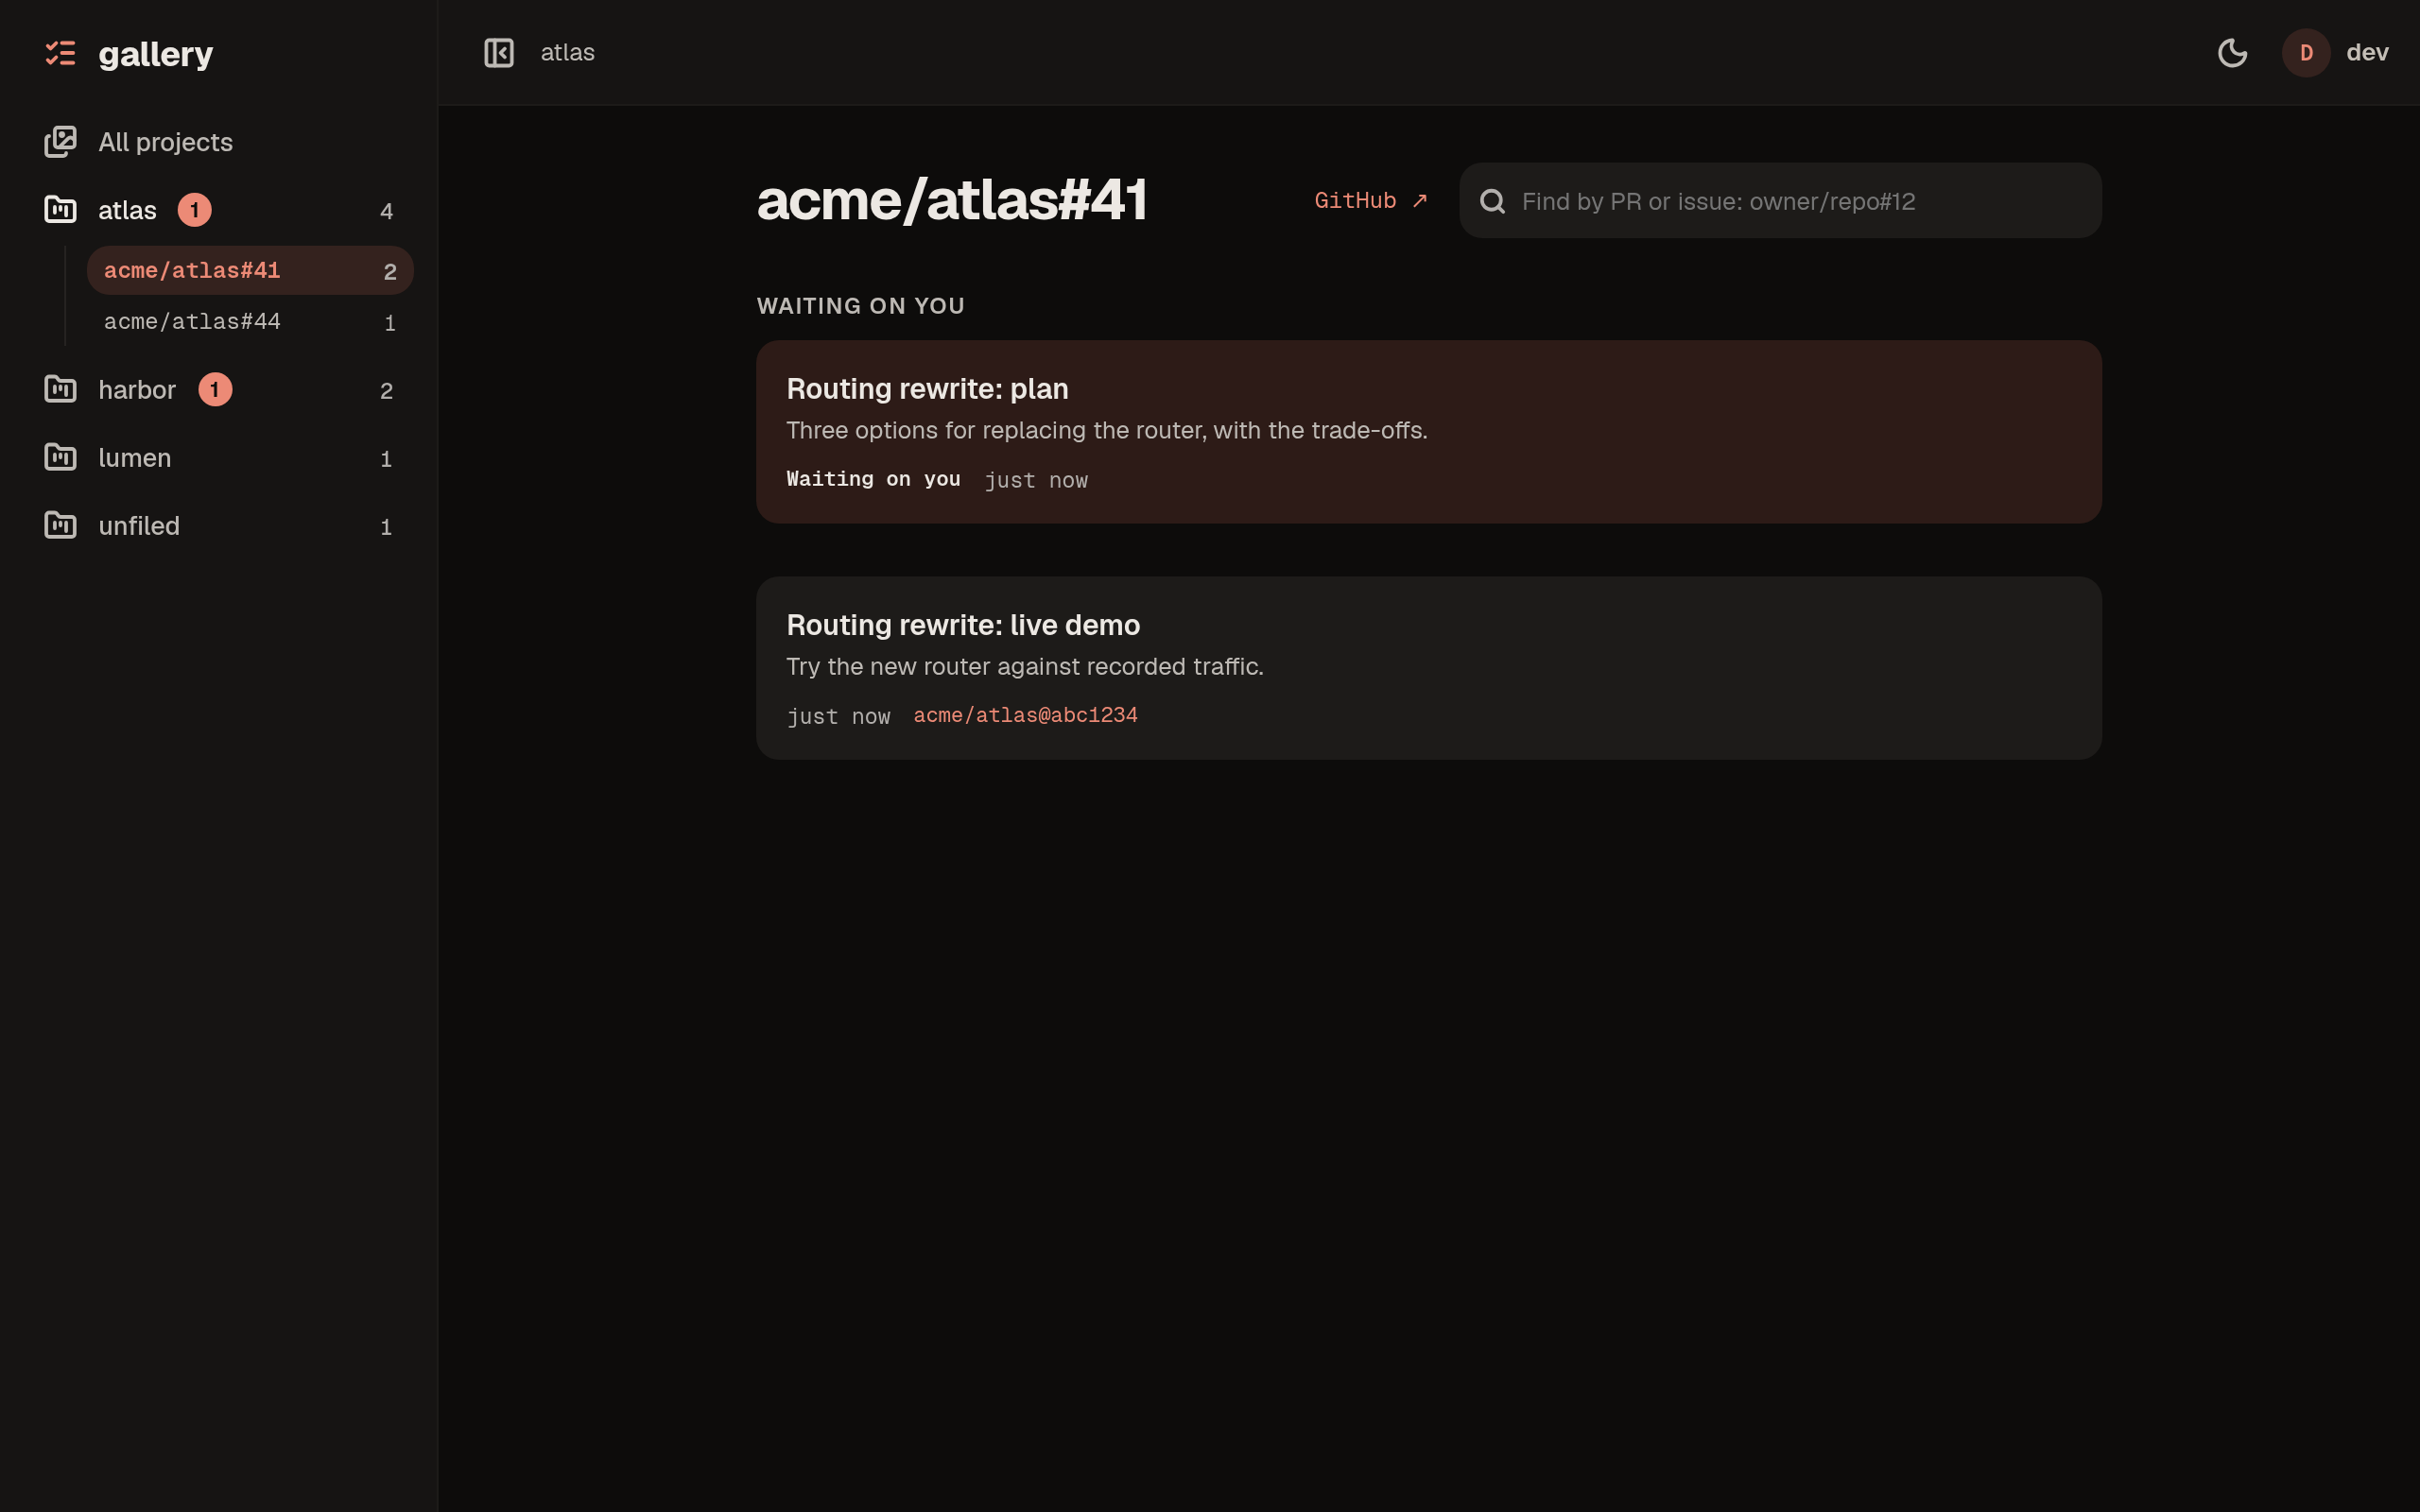 gallery
All projects
atlas 1 4
acme/atlas#41 2
acme/atlas#44 1
harbor 1 2
lumen 1
unfiled 1
atlas
D dev
acme/atlas#41
GitHub ↗
Find by PR or issue: owner/repo#12
WAITING ON YOU
Routing rewrite: plan
Three options for replacing the router, with the trade-offs.
Waiting on you just now
Routing rewrite: live demo
Try the new router against recorded traffic.
just now acme/atlas@abc1234